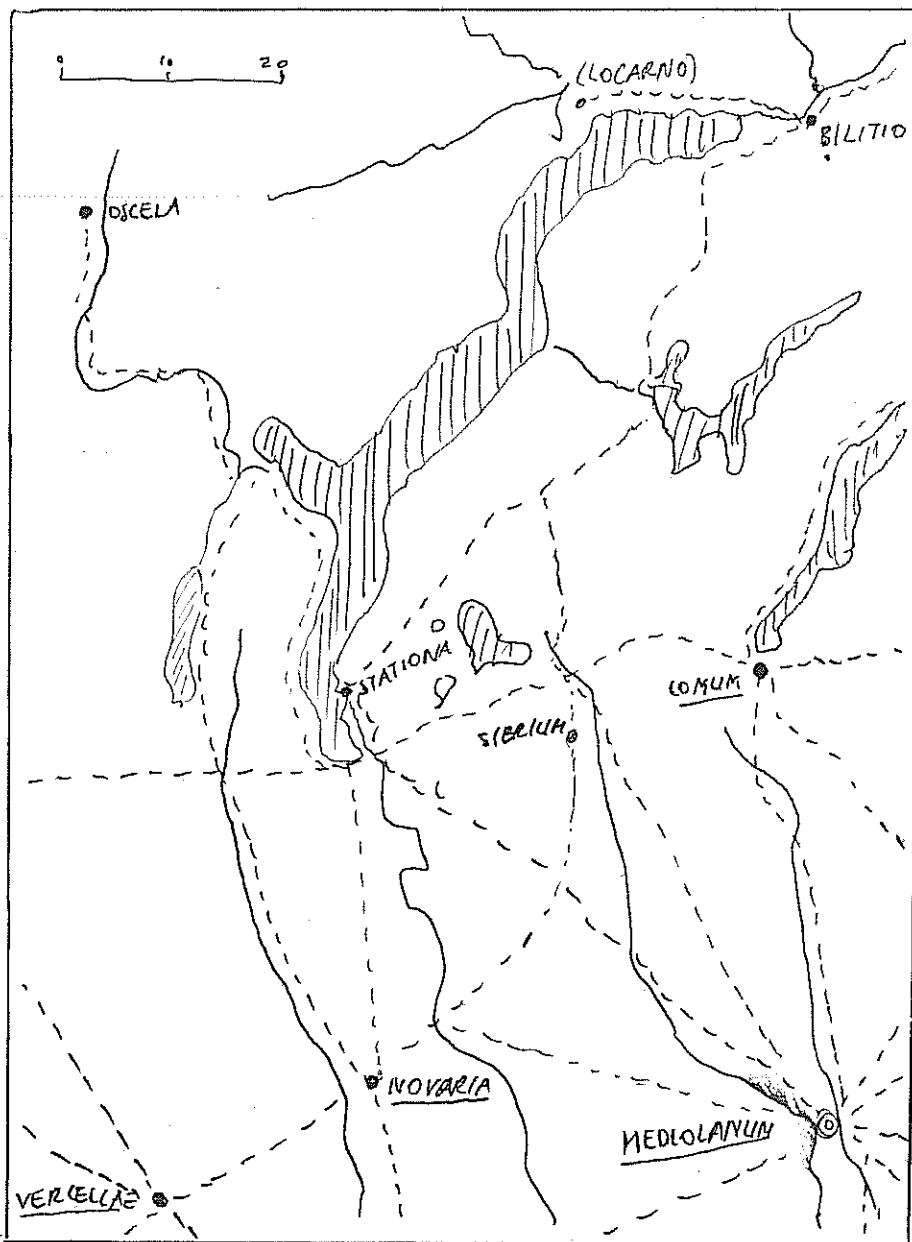 0 10 20
(LOCARNO)
BILITIO
OSCELA
STATIONA
SIBRIUM
COMUM
NOVARIA
MEDIOLANUM
VERCELLAE